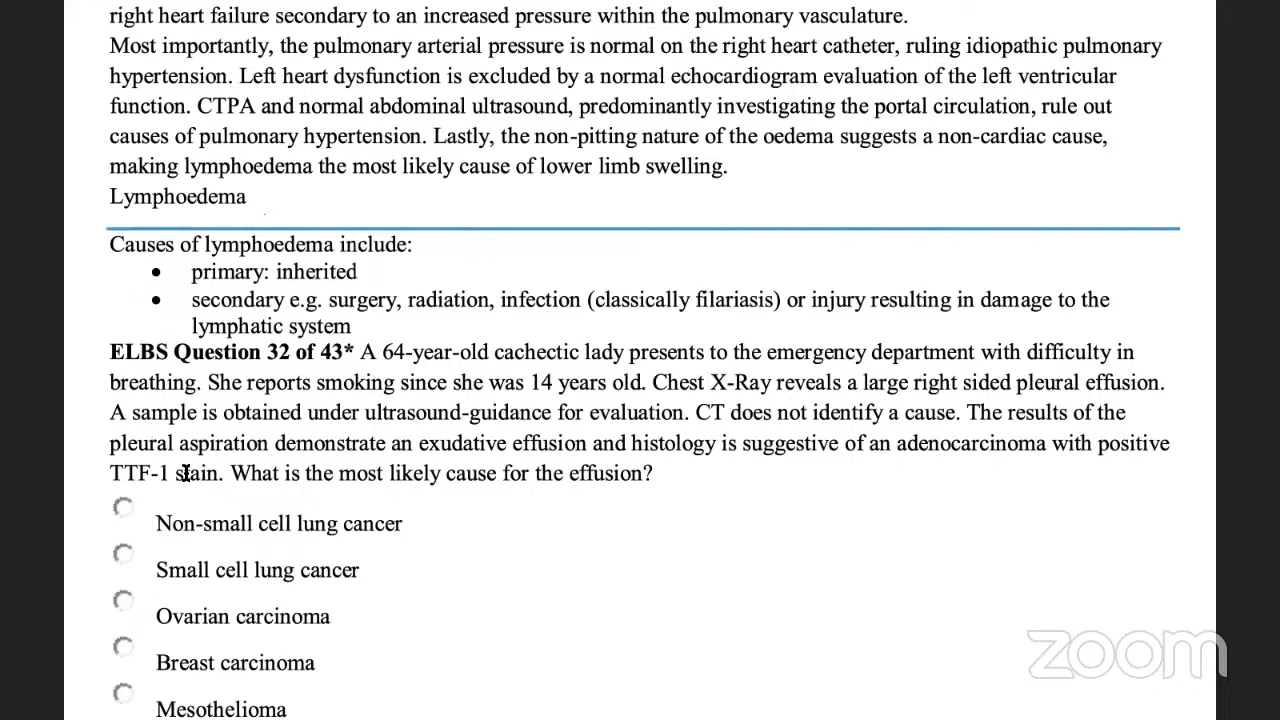 right heart failure secondary to an increased pressure within the pulmonary vasculature.
Most importantly, the pulmonary arterial pressure is normal on the right heart catheter, ruling idiopathic pulmonary
hypertension. Left heart dysfunction is excluded by a normal echocardiogram evaluation of the left ventricular
function. CTPA and normal abdominal ultrasound, predominantly investigating the portal circulation, rule out
causes of pulmonary hypertension. Lastly, the non-pitting nature of the oedema suggests a non-cardiac cause,
making lymphoedema the most likely cause of lower limb swelling.
Lymphoedema
Causes of lymphoedema include:
• primary: inherited
• secondary e.g. surgery, radiation, infection (classically filariasis) or injury resulting in damage to the
lymphatic system
ELBS Question 32 of 43* A 64-year-old cachectic lady presents to the emergency department with difficulty in
breathing. She reports smoking since she was 14 years old. Chest X-Ray reveals a large right sided pleural effusion.
A sample is obtained under ultrasound-guidance for evaluation. CT does not identify a cause. The results of the
pleural aspiration demonstrate an exudative effusion and histology is suggestive of an adenocarcinoma with positive
TTF-1 stain. What is the most likely cause for the effusion?
Non-small cell lung cancer
Small cell lung cancer
Ovarian carcinoma
Breast carcinoma
Mesothelioma
zoom